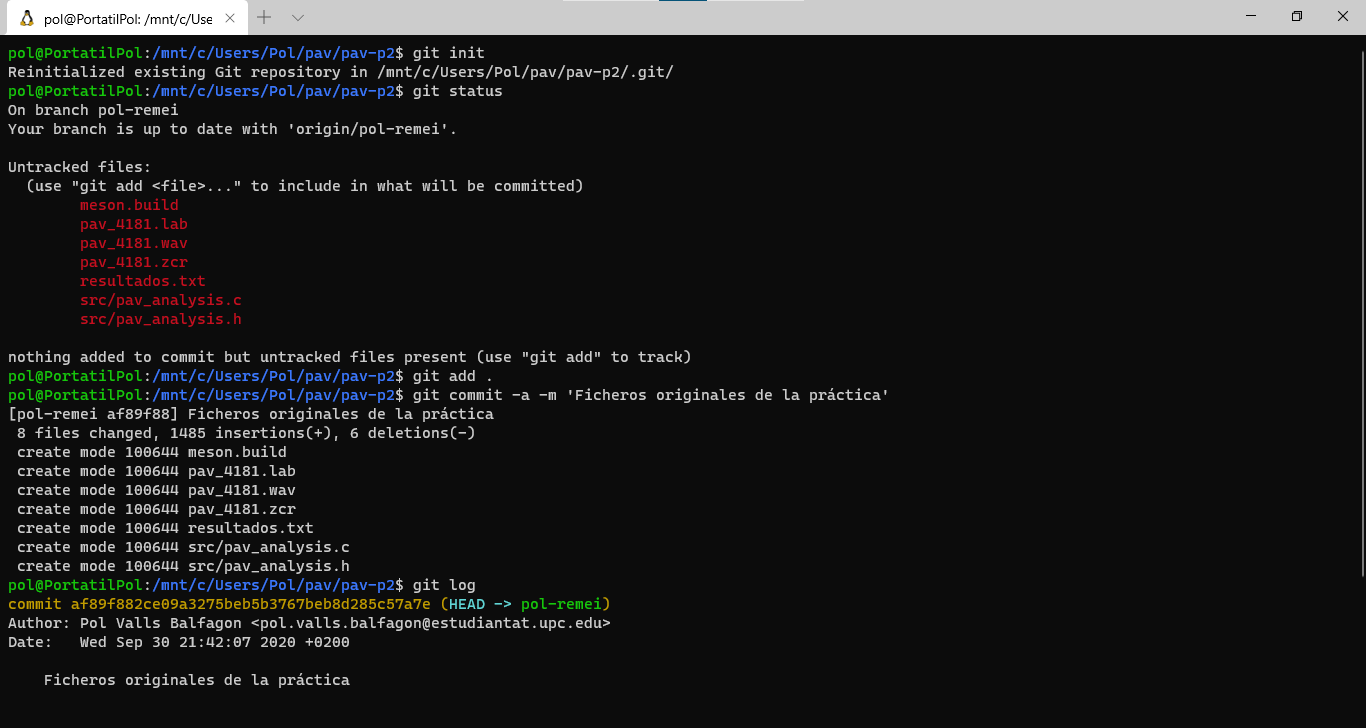 pol@PortatilPol: /mnt/c/Use
pol@PortatilPol:/mnt/c/Users/Pol/pav/pav-p2$ git init
Reinitialized existing Git repository in /mnt/c/Users/Pol/pav/pav-p2/.git/
pol@PortatilPol:/mnt/c/Users/Pol/pav/pav-p2$ git status
On branch pol-remei
Your branch is up to date with 'origin/pol-remei'.
Untracked files:
  (use "git add <file>..." to include in what will be committed)
        meson.build
        pav_4181.lab
        pav_4181.wav
        pav_4181.zcr
        resultados.txt
        src/pav_analysis.c
        src/pav_analysis.h
nothing added to commit but untracked files present (use "git add" to track)
pol@PortatilPol:/mnt/c/Users/Pol/pav/pav-p2$ git add .
pol@PortatilPol:/mnt/c/Users/Pol/pav/pav-p2$ git commit -a -m 'Ficheros originales de la práctica'
[pol-remei af89f88] Ficheros originales de la práctica
 8 files changed, 1485 insertions(+), 6 deletions(-)
 create mode 100644 meson.build
 create mode 100644 pav_4181.lab
 create mode 100644 pav_4181.wav
 create mode 100644 pav_4181.zcr
 create mode 100644 resultados.txt
 create mode 100644 src/pav_analysis.c
 create mode 100644 src/pav_analysis.h
pol@PortatilPol:/mnt/c/Users/Pol/pav/pav-p2$ git log
commit af89f882ce09a3275beb5b3767beb8d285c57a7e (HEAD -> pol-remei)
Author: Pol Valls Balfagon <pol.valls.balfagon@estudiantat.upc.edu>
Date:   Wed Sep 30 21:42:07 2020 +0200
    Ficheros originales de la práctica